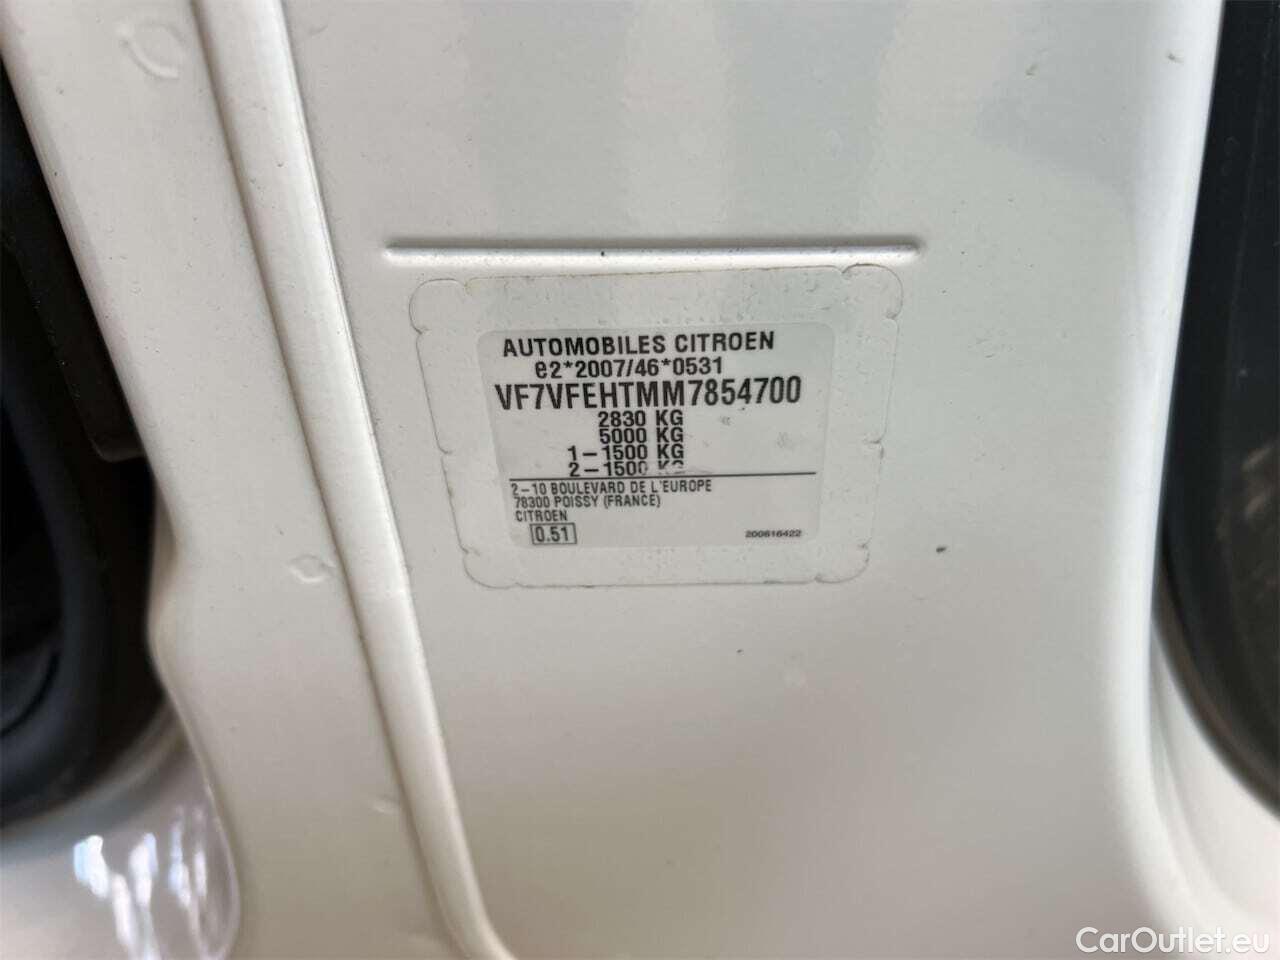 AUTOMOBILES CITROEN
e2*2007/46*0531
VF7VFEHTMM7854700
2830 KG
5000 KG
1-1500 KG
2-1500 KG
2-10 BOULEVARD DE L'EUROPE
78300 POISSY (FRANCE)
CITROEN
0.51
200616422
CarOutlet.eu